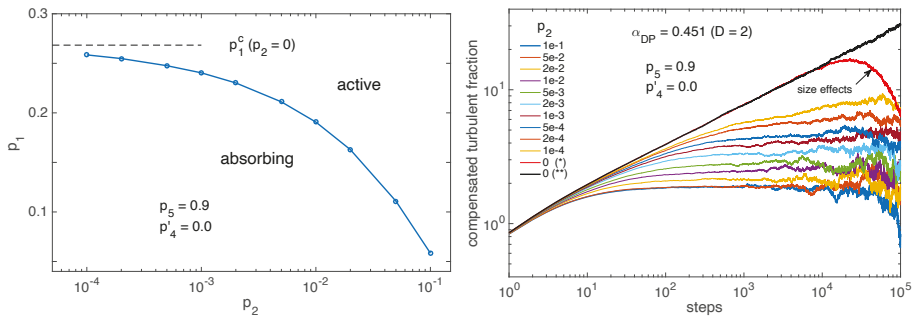 0.3
0.2
0.1
p₁
p₁ᶜ (p₂ = 0)
active
absorbing
p₅ = 0.9
p'₄ = 0.0
10⁻⁴
10⁻³
10⁻²
10⁻¹
p₂
compensated turbulent fraction
10¹
10⁰
p₂
1e-1
5e-2
2e-2
1e-2
5e-3
2e-3
1e-3
5e-4
2e-4
1e-4
0 (*)
0 (**)
α_DP = 0.451 (D = 2)
p₅ = 0.9
p'₄ = 0.0
size effects
10⁰
10¹
10²
10³
10⁴
10⁵
steps